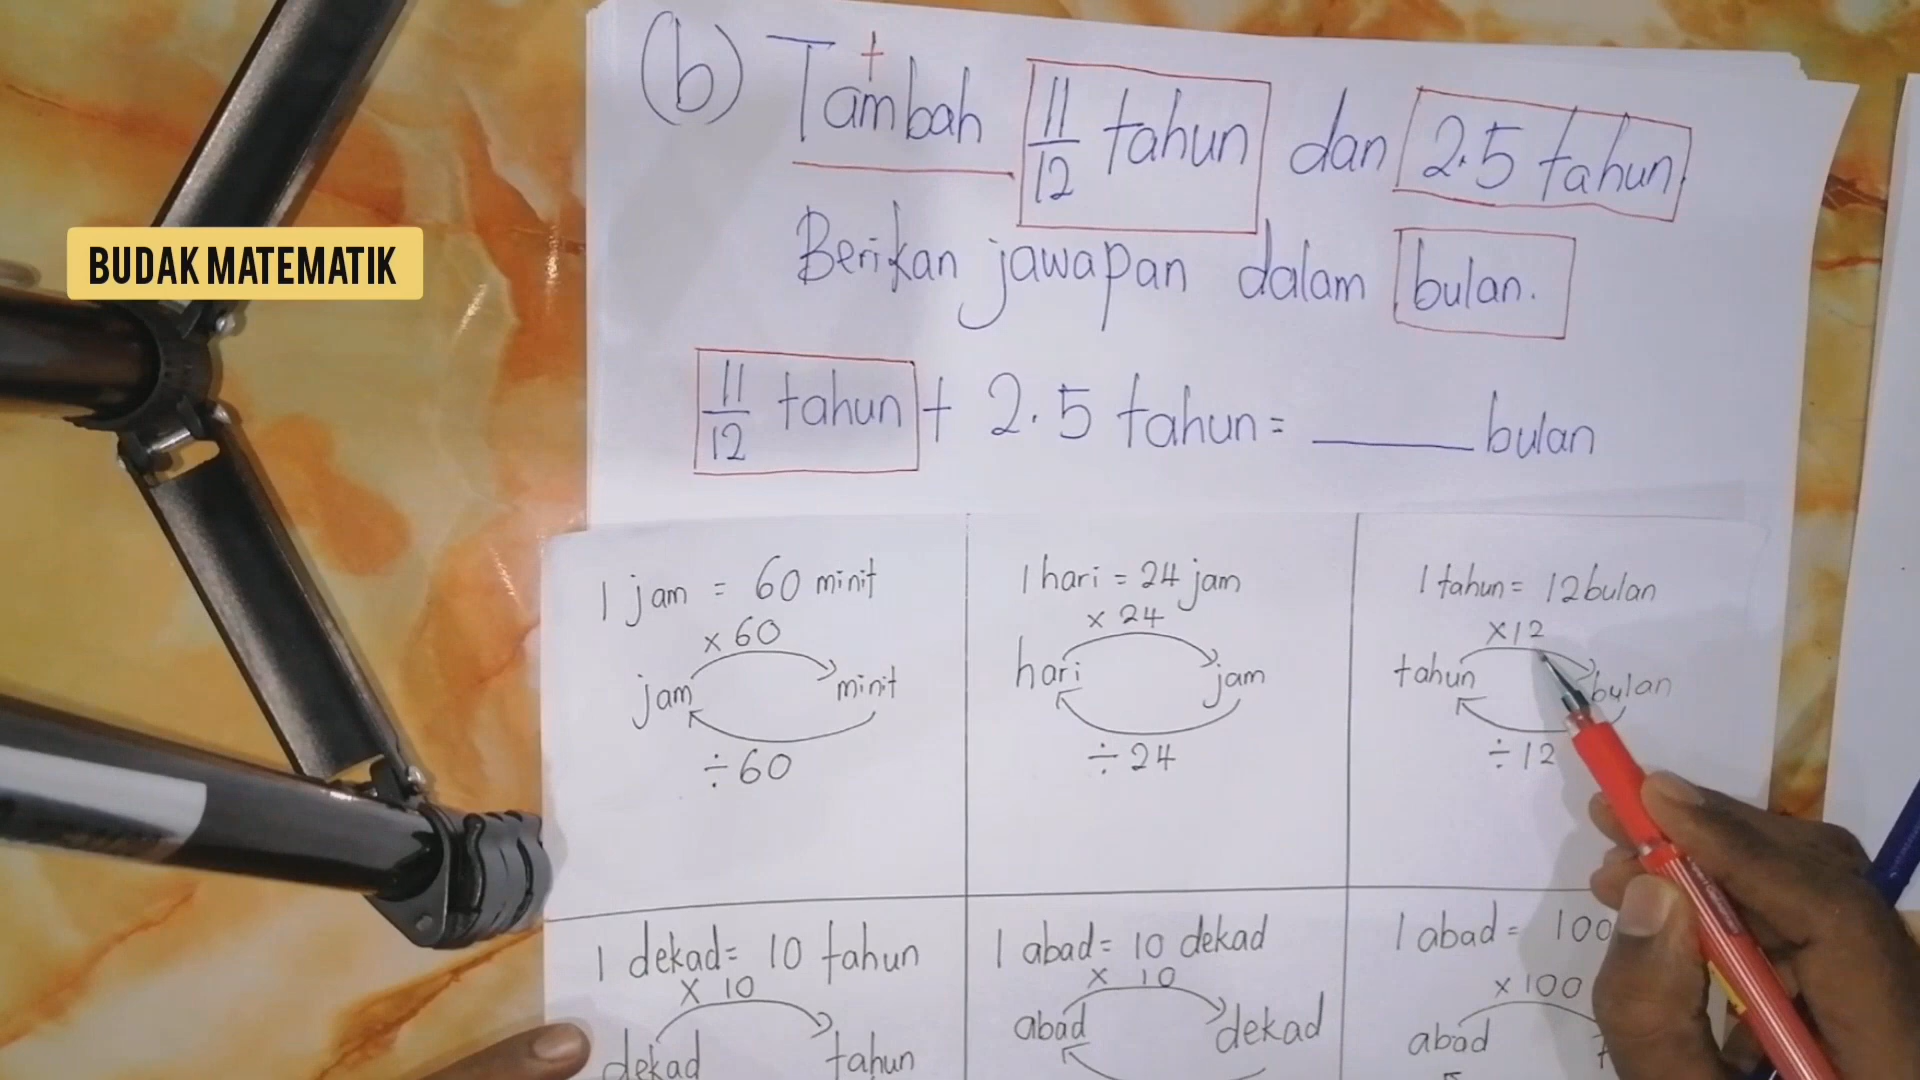 BUDAK MATEMATIK
(b) Tambah 11/12 tahun dan 2.5 tahun
+
Berikan jawapan dalam bulan.
11/12 tahun + 2.5 tahun = ____ bulan
1 jam = 60 minit
× 60
jam minit
÷ 60
1 hari = 24 jam
× 24
hari jam
÷ 24
1 tahun = 12 bulan
×12
tahun bulan
÷ 12
1 dekad = 10 tahun
× 10
dekad tahun
1 abad = 10 dekad
× 10
abad dekad
1 abad = 100
× 100
abad